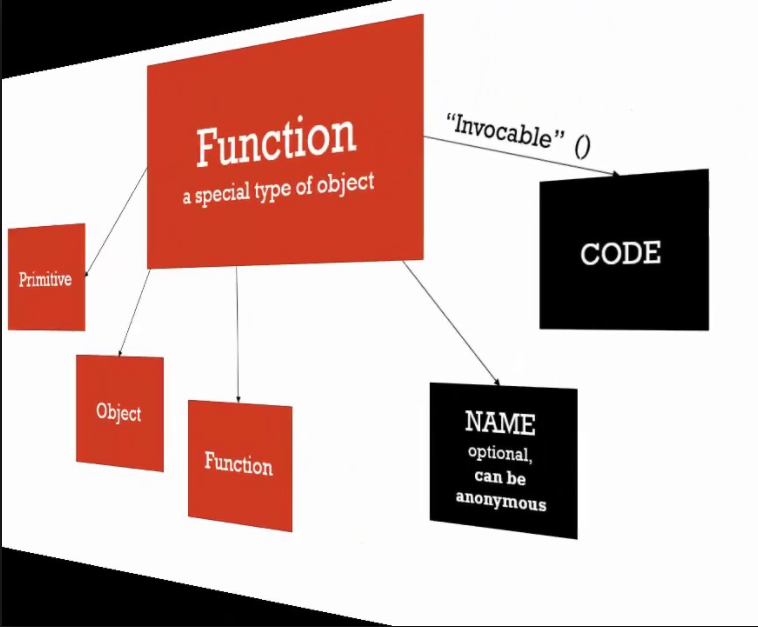 Function
a special type of object
“Invocable” ()
CODE
Primitive
Object
Function
NAME
optional,
can be
anonymous